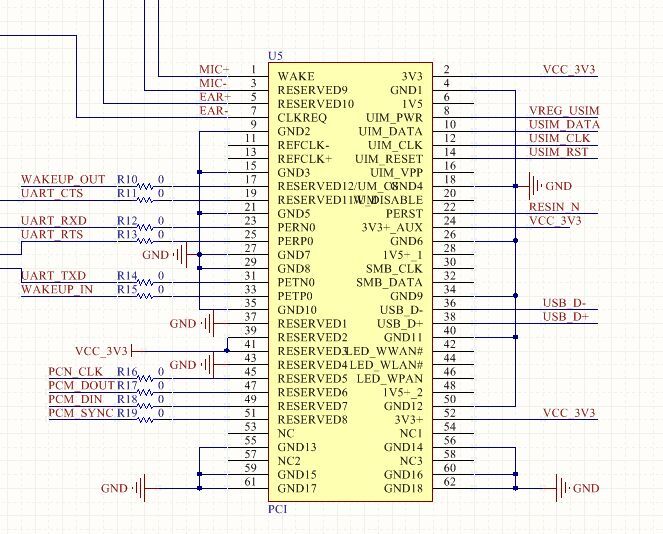 U5
MIC+ 1 WAKE 3V3 2 VCC_3V3
MIC- 3 RESERVED9 GND1 4
EAR+ 5 RESERVED10 1V5 6
EAR- 7 CLKREQ UIM_PWR 8 VREG_USIM
9 GND2 UIM_DATA 10 USIM_DATA
11 REFCLK- UIM_CLK 12 USIM_CLK
13 REFCLK+ UIM_RESET 14 USIM_RST
15 GND3 UIM_VPP 16
WAKEUP_OUT R10 0 17 RESERVED12/UM_C8 GND4 18 GND
UART_CTS R11 0 19 RESERVED11 W_DISABLE 20
21 GND5 PERST 22 RESIN_N
UART_RXD R12 0 23 PERN0 3V3+_AUX 24 VCC_3V3
UART_RTS R13 0 25 PERP0 GND6 26
GND 27 GND7 1V5+_1 28
29 GND8 SMB_CLK 30
UART_TXD R14 0 31 PETN0 SMB_DATA 32
WAKEUP_IN R15 0 33 PETP0 GND9 34
35 GND10 USB_D- 36 USB_D-
GND 37 RESERVED1 USB_D+ 38 USB_D+
39 RESERVED2 GND11 40
VCC_3V3 41 RESERVED3 LED_WWAN# 42
GND 43 RESERVED4 LED_WLAN# 44
PCN_CLK R16 0 45 RESERVED5 LED_WPAN 46
PCM_DOUT R17 0 47 RESERVED6 1V5+_2 48
PCM_DIN R18 0 49 RESERVED7 GND12 50
PCM_SYNC R19 0 51 RESERVED8 3V3+ 52 VCC_3V3
53 NC NC1 54
55 GND13 GND14 56
57 NC2 NC3 58
59 GND15 GND16 60
GND 61 GND17 GND18 62 GND
PCI